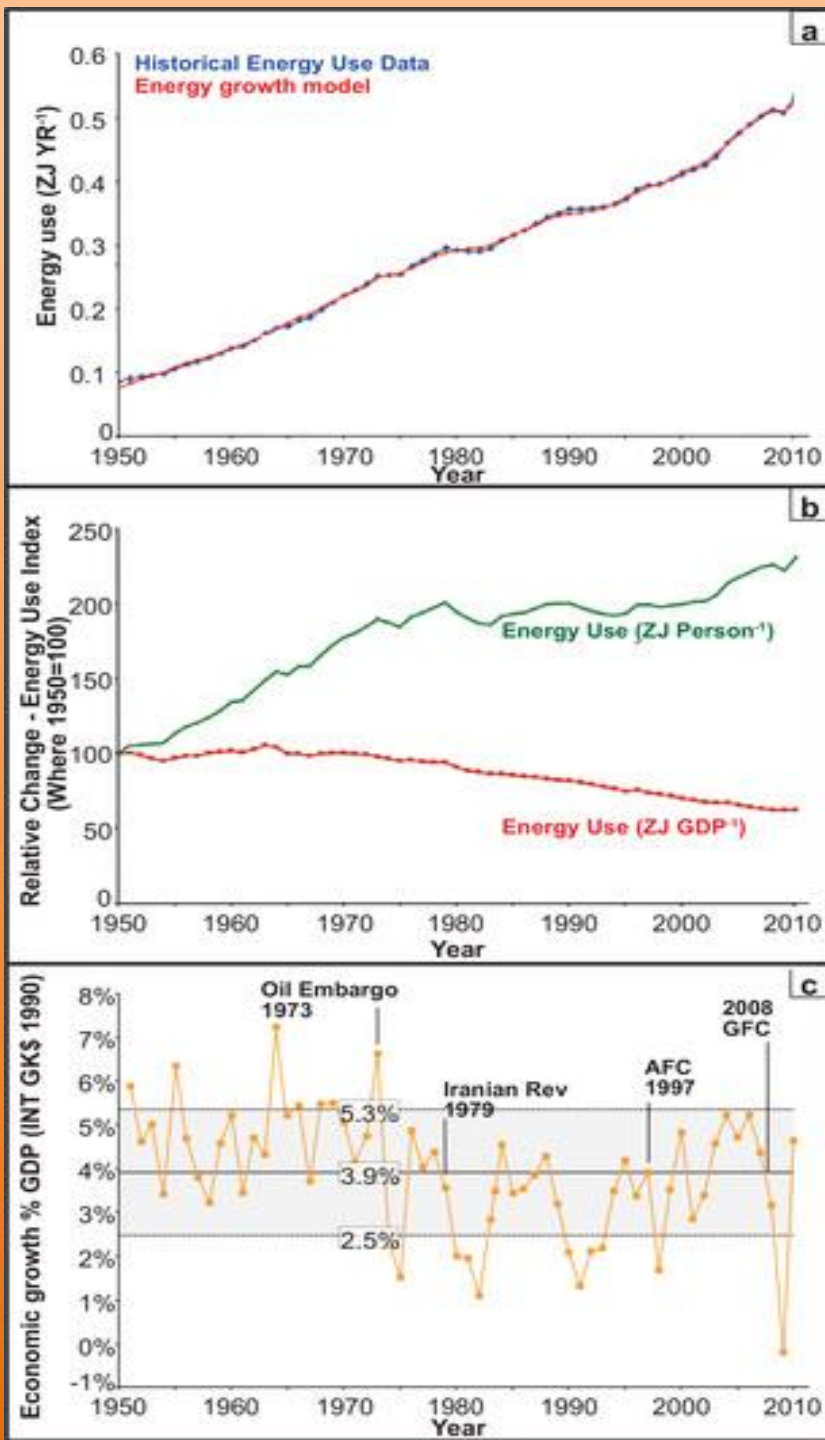 a
Historical Energy Use Data
Energy growth model
Energy use (ZJ YR⁻¹)
0.6
0.5
0.4
0.3
0.2
0.1
0
1950 1960 1970 1980 1990 2000 2010
Year
b
Relative Change - Energy Use Index
(Where 1950=100)
250
200
150
100
50
0
Energy Use (ZJ Person⁻¹)
Energy Use (ZJ GDP⁻¹)
1950 1960 1970 1980 1990 2000 2010
Year
c
Economic growth % GDP (INT GK$ 1990)
8%
7%
6%
5%
4%
3%
2%
1%
0%
-1%
Oil Embargo
1973
Iranian Rev
1979
AFC
1997
2008
GFC
5.3%
3.9%
2.5%
1950 1960 1970 1980 1990 2000 2010
Year